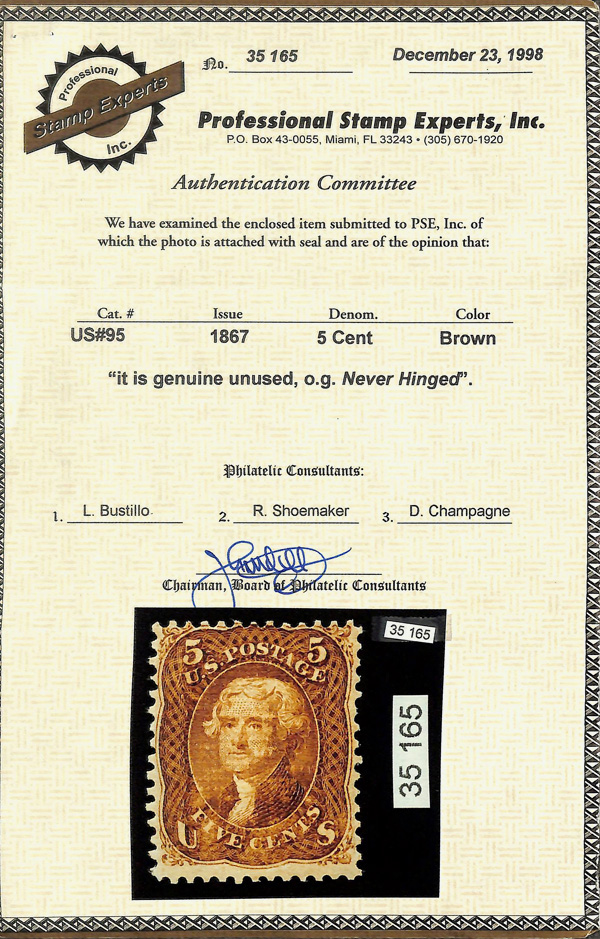 Professional
Stamp Experts
Inc.
No. 35 165
December 23, 1998
Professional Stamp Experts, Inc.
P.O. Box 43-0055, Miami, FL 33243 • (305) 670-1920
Authentication Committee
We have examined the enclosed item submitted to PSE, Inc. of
which the photo is attached with seal and are of the opinion that:
Cat. # Issue Denom. Color
US#95 1867 5 Cent Brown
“it is genuine unused, o.g. Never Hinged”.
Philatelic Consultants:
1. L. Bustillo 2. R. Shoemaker 3. D. Champagne
Chairman, Board of Philatelic Consultants
35 165
35 165
5 5
U.S. POSTAGE
FIVE CENTS
U S